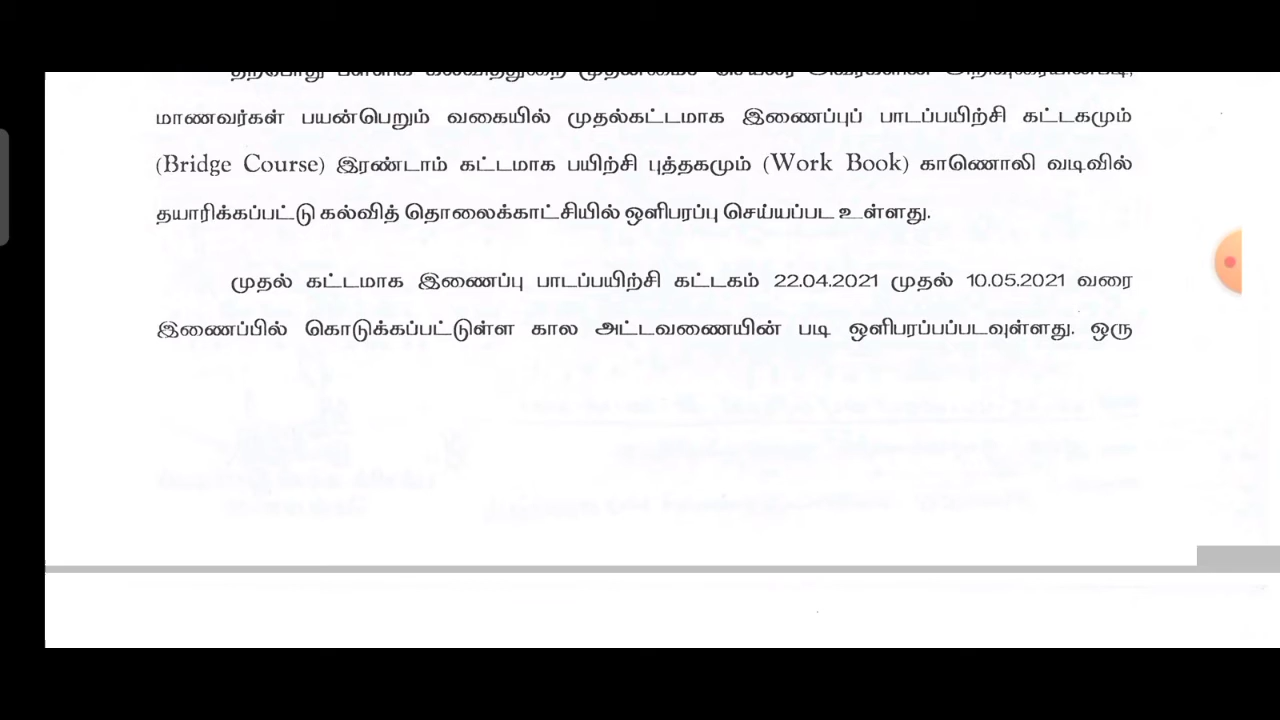 மாணவர்கள் பயன்பெறும் வகையில் முதல்கட்டமாக இணைப்புப் பாடப்பயிற்சி கட்டகமும்
(Bridge Course) இரண்டாம் கட்டமாக பயிற்சி புத்தகமும் (Work Book) காணொலி வடிவில்
தயாரிக்கப்பட்டு கல்வித் தொலைக்காட்சியில் ஒளிபரப்பு செய்யப்பட உள்ளது.
முதல் கட்டமாக இணைப்பு பாடப்பயிற்சி கட்டகம் 22.04.2021 முதல் 10.05.2021 வரை
இணைப்பில் கொடுக்கப்பட்டுள்ள கால அட்டவணையின் படி ஒளிபரப்பப்படவுள்ளது. ஒரு